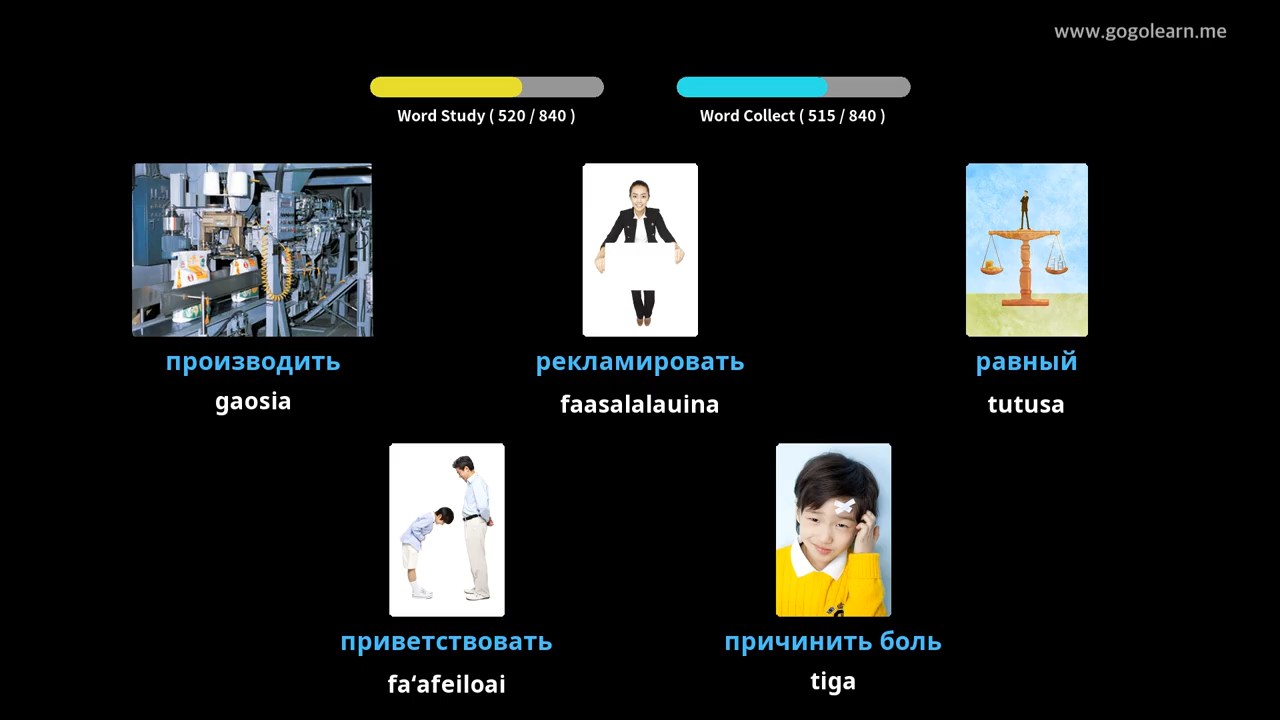 www.gogolearn.me
Word Study ( 520 / 840 )
Word Collect ( 515 / 840 )
производить
gaosia
рекламировать
faasalalauina
равный
tutusa
приветствовать
fa‘afeiloai
причинить боль
tiga